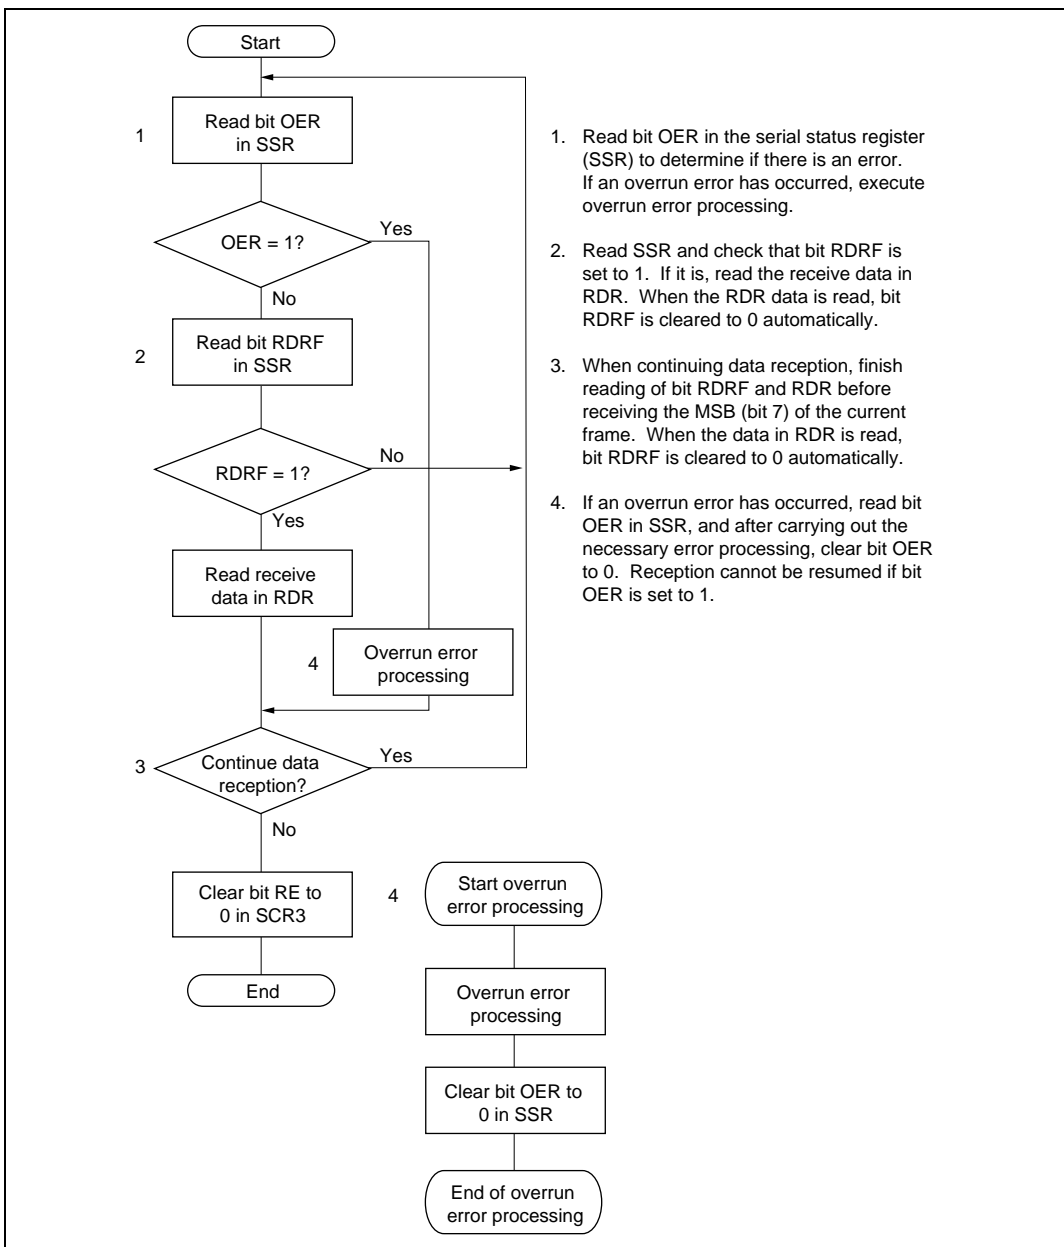 Start
1
Read bit OER
in SSR
OER = 1?
Yes
No
2
Read bit RDRF
in SSR
RDRF = 1?
No
Yes
Read receive
data in RDR
4
Overrun error
processing
3
Continue data
reception?
Yes
No
Clear bit RE to
0 in SCR3
End
4
Start overrun
error processing
Overrun error
processing
Clear bit OER to
0 in SSR
End of overrun
error processing
1. Read bit OER in the serial status register
(SSR) to determine if there is an error.
If an overrun error has occurred, execute
overrun error processing.
2. Read SSR and check that bit RDRF is
set to 1. If it is, read the receive data in
RDR. When the RDR data is read, bit
RDRF is cleared to 0 automatically.
3. When continuing data reception, finish
reading of bit RDRF and RDR before
receiving the MSB (bit 7) of the current
frame. When the data in RDR is read,
bit RDRF is cleared to 0 automatically.
4. If an overrun error has occurred, read bit
OER in SSR, and after carrying out the
necessary error processing, clear bit OER
to 0. Reception cannot be resumed if bit
OER is set to 1.